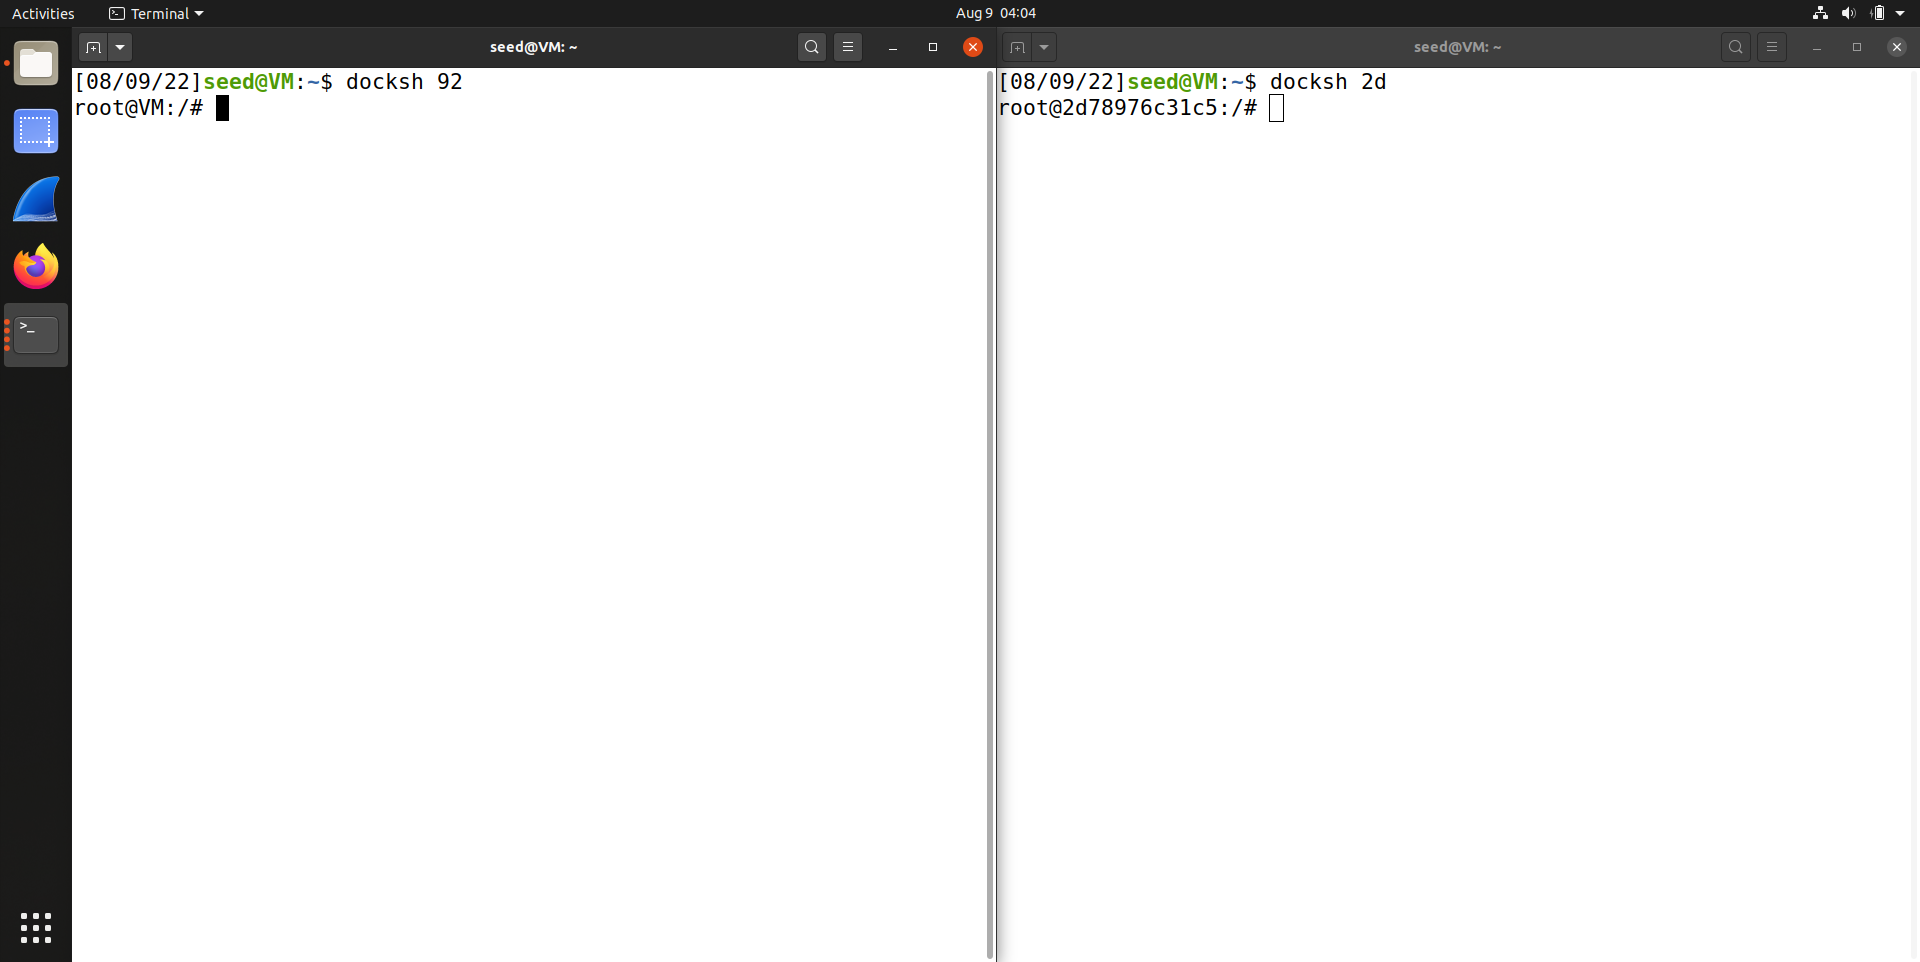 Activities
Terminal
Aug 9 04:04
seed@VM: ~
[08/09/22]seed@VM:~$ docksh 92
root@VM:/#
>_
seed@VM: ~
[08/09/22]seed@VM:~$ docksh 2d
root@2d78976c31c5:/#